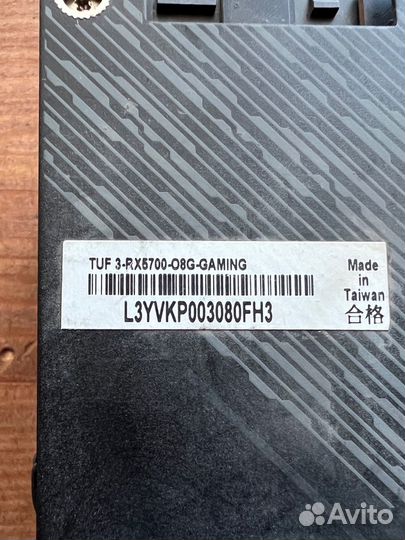 TUF 3-RX5700-O8G-GAMING
L3YVKP003080FH3
Made
in
Taiwan
合格
Avito